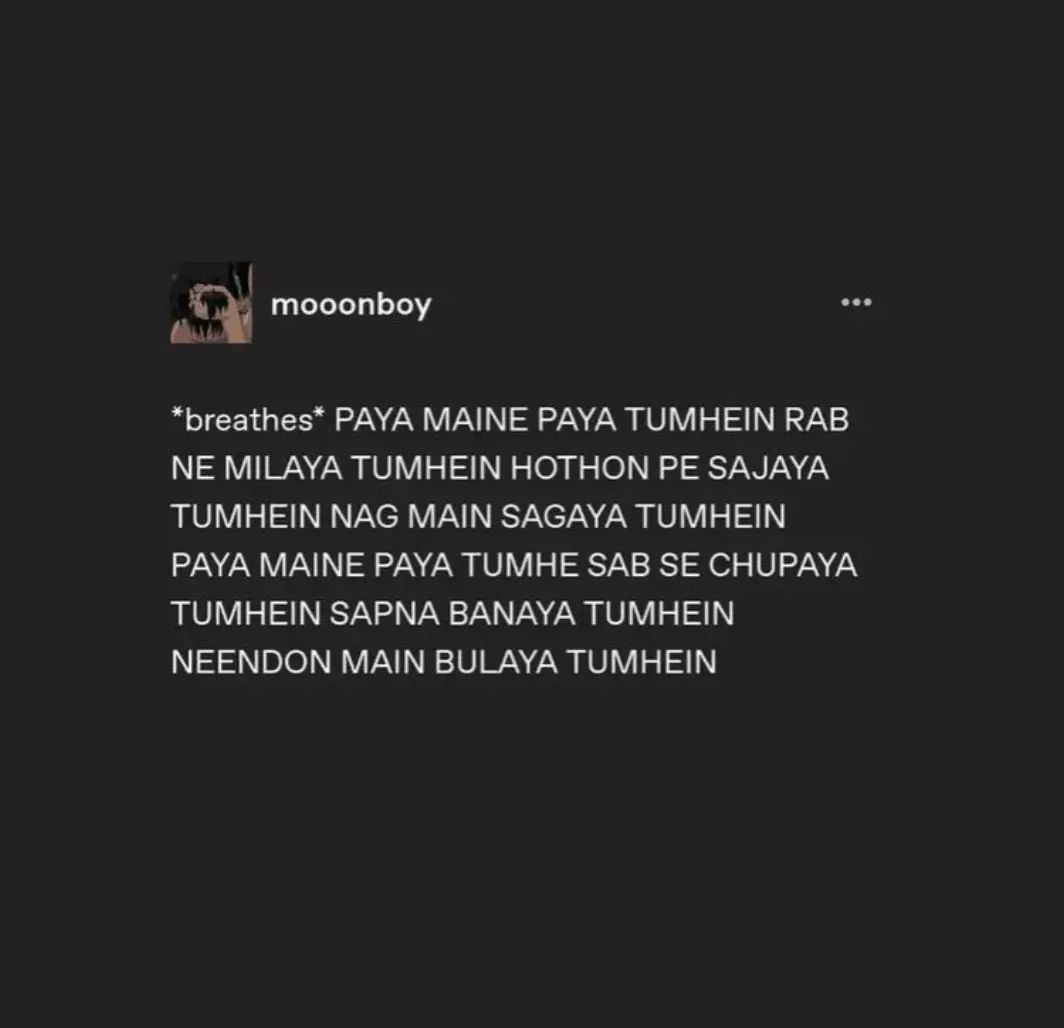 mooonboy
*breathes* PAYA MAINE PAYA TUMHEIN RAB
NE MILAYA TUMHEIN HOTHON PE SAJAYA
TUMHEIN NAG MAIN SAGAYA TUMHEIN
PAYA MAINE PAYA TUMHE SAB SE CHUPAYA
TUMHEIN SAPNA BANAYA TUMHEIN
NEENDON MAIN BULAYA TUMHEIN